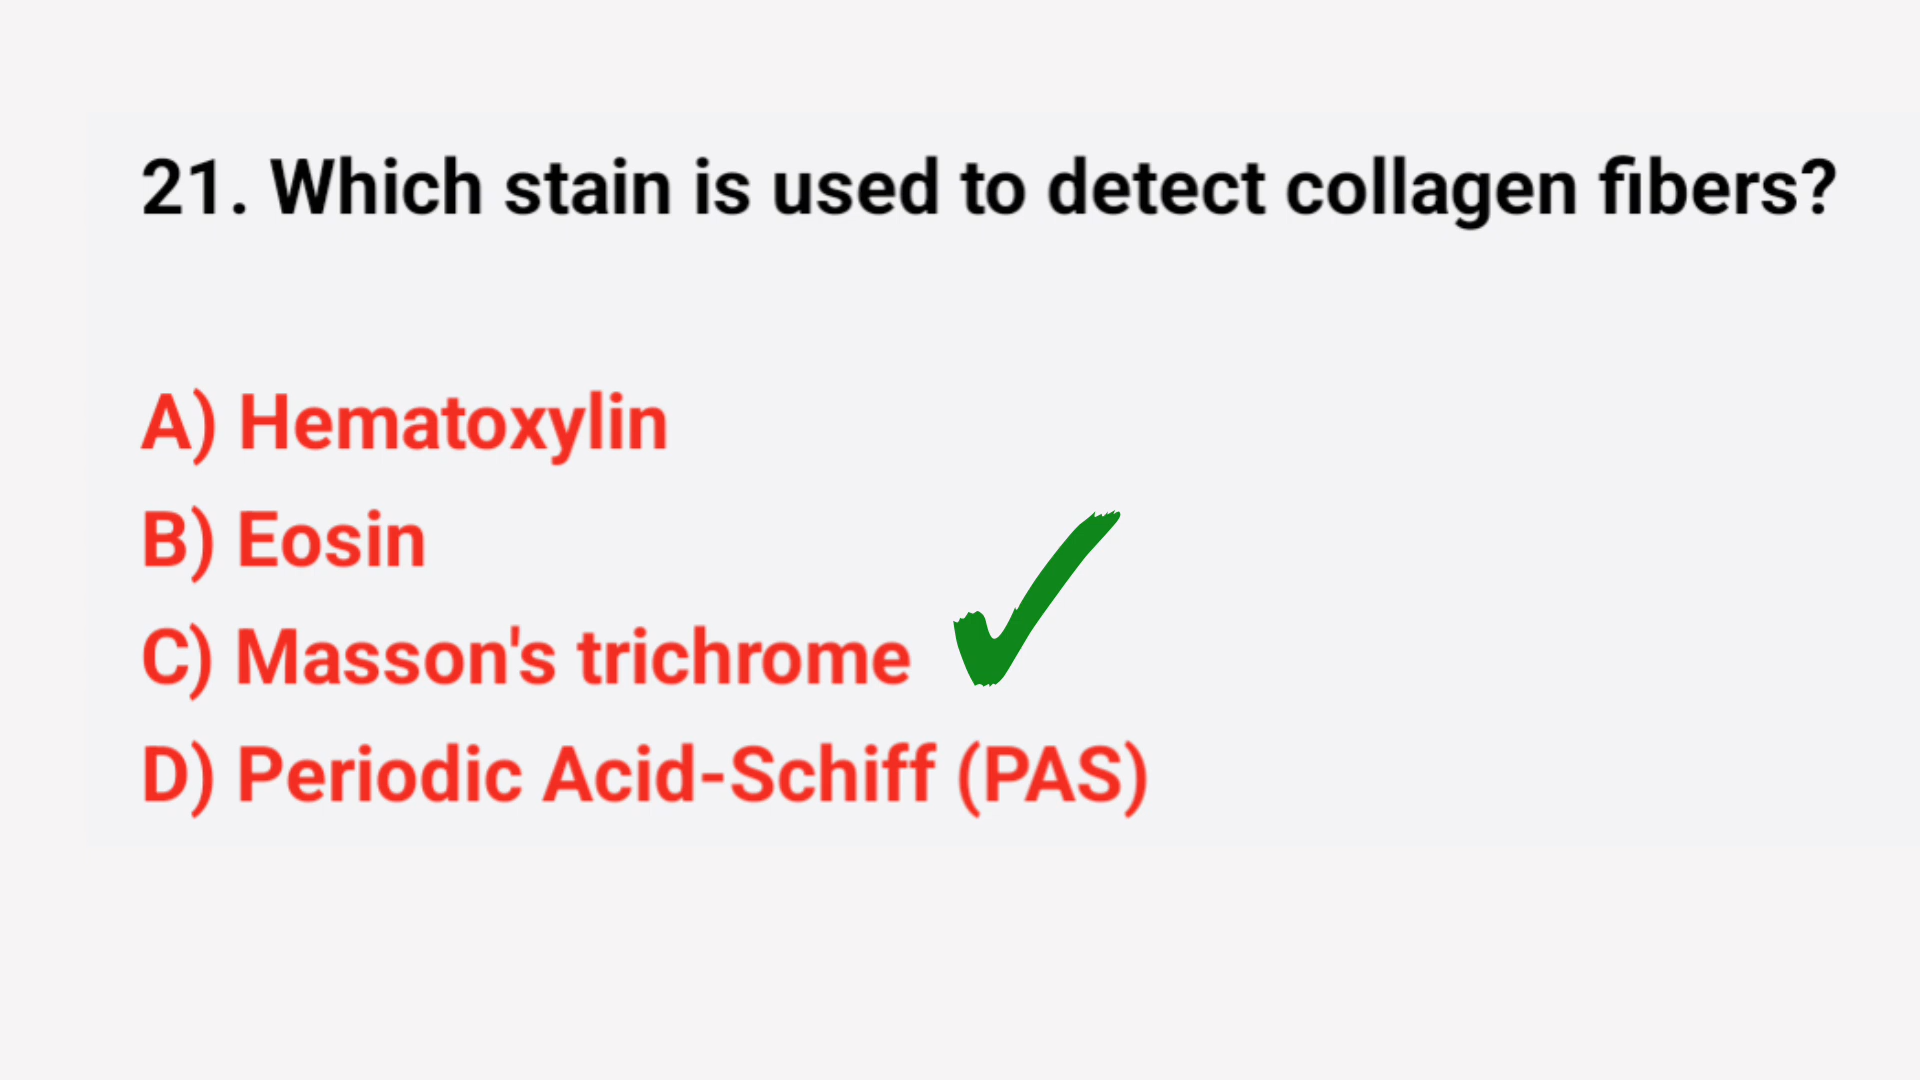 21. Which stain is used to detect collagen fibers?
A) Hematoxylin
B) Eosin
C) Masson's trichrome
D) Periodic Acid-Schiff (PAS)